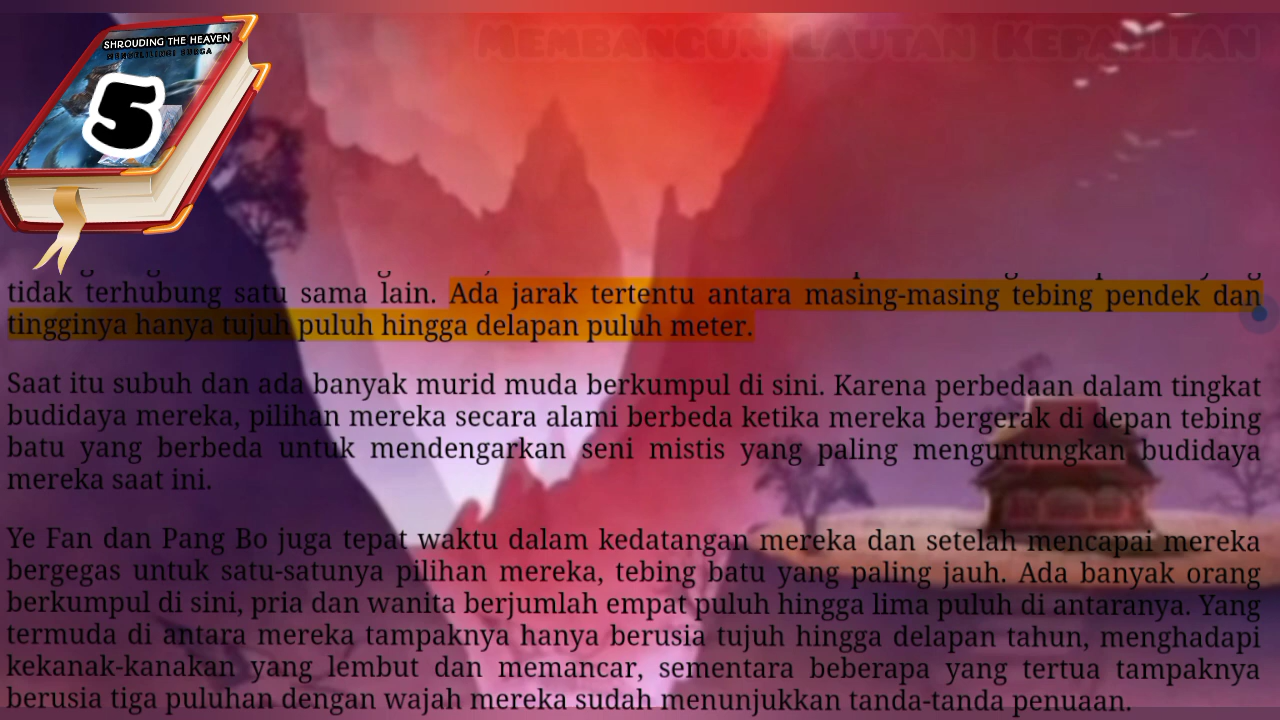 MEMBANGUN LAUTAN KEPAHITAN
SHROUDING THE HEAVEN
MENGELILINGI SURGA
5
tidak terhubung satu sama lain. Ada jarak tertentu antara masing-masing tebing pendek dan
tingginya hanya tujuh puluh hingga delapan puluh meter.
Saat itu subuh dan ada banyak murid muda berkumpul di sini. Karena perbedaan dalam tingkat
budidaya mereka, pilihan mereka secara alami berbeda ketika mereka bergerak di depan tebing
batu yang berbeda untuk mendengarkan seni mistis yang paling menguntungkan budidaya
mereka saat ini.
Ye Fan dan Pang Bo juga tepat waktu dalam kedatangan mereka dan setelah mencapai mereka
bergegas untuk satu-satunya pilihan mereka, tebing batu yang paling jauh. Ada banyak orang
berkumpul di sini, pria dan wanita berjumlah empat puluh hingga lima puluh di antaranya. Yang
termuda di antara mereka tampaknya hanya berusia tujuh hingga delapan tahun, menghadapi
kekanak-kanakan yang lembut dan memancar, sementara beberapa yang tertua tampaknya
berusia tiga puluhan dengan wajah mereka sudah menunjukkan tanda-tanda penuaan.